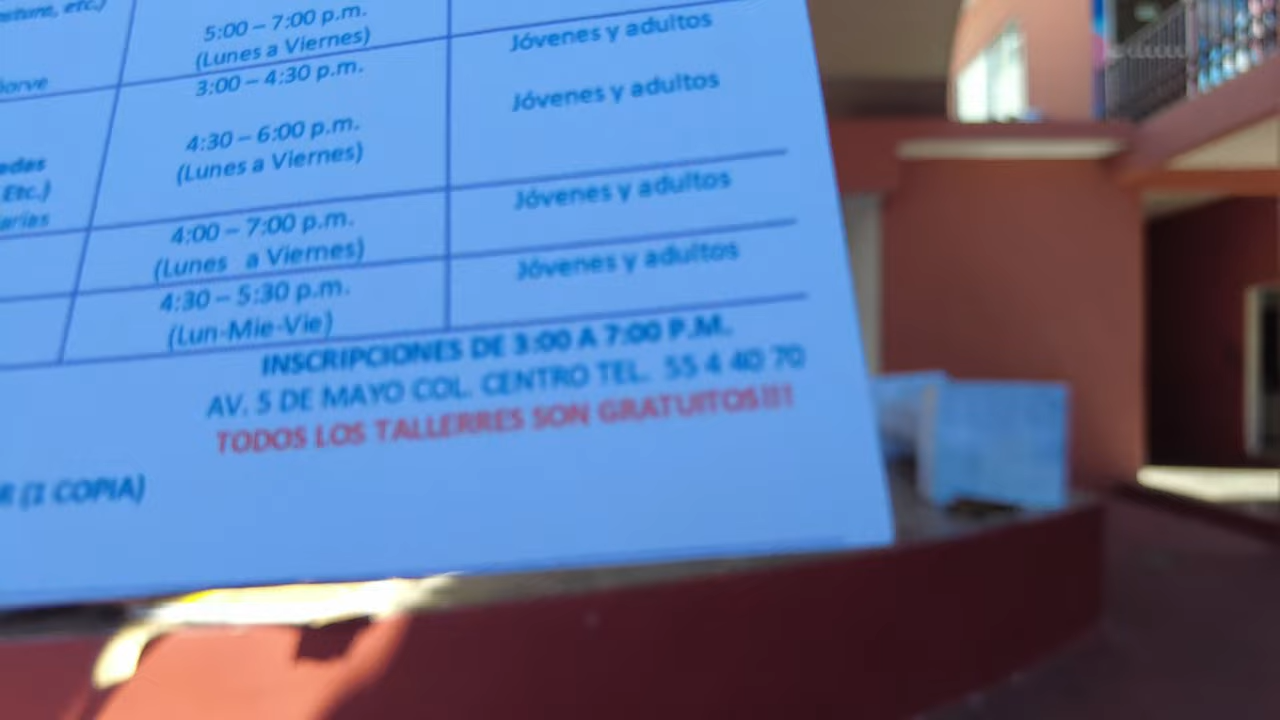 5:00 – 7:00 p.m.
(Lunes a Viernes)
Jóvenes y adultos
3:00 – 4:30 p.m.
Jóvenes y adultos
4:30 – 6:00 p.m.
(Lunes a Viernes)
Etc.)
4:00 – 7:00 p.m.
(Lunes a Viernes)
Jóvenes y adultos
4:30 – 5:30 p.m.
(Lun-Mie-Vie)
Jóvenes y adultos
INSCRIPCIONES DE 3:00 A 7:00 P.M.
AV. 5 DE MAYO COL. CENTRO TEL. 55 4 40 70
TODOS LOS TALLERRES SON GRATUITOS!!!
(1 COPIA)